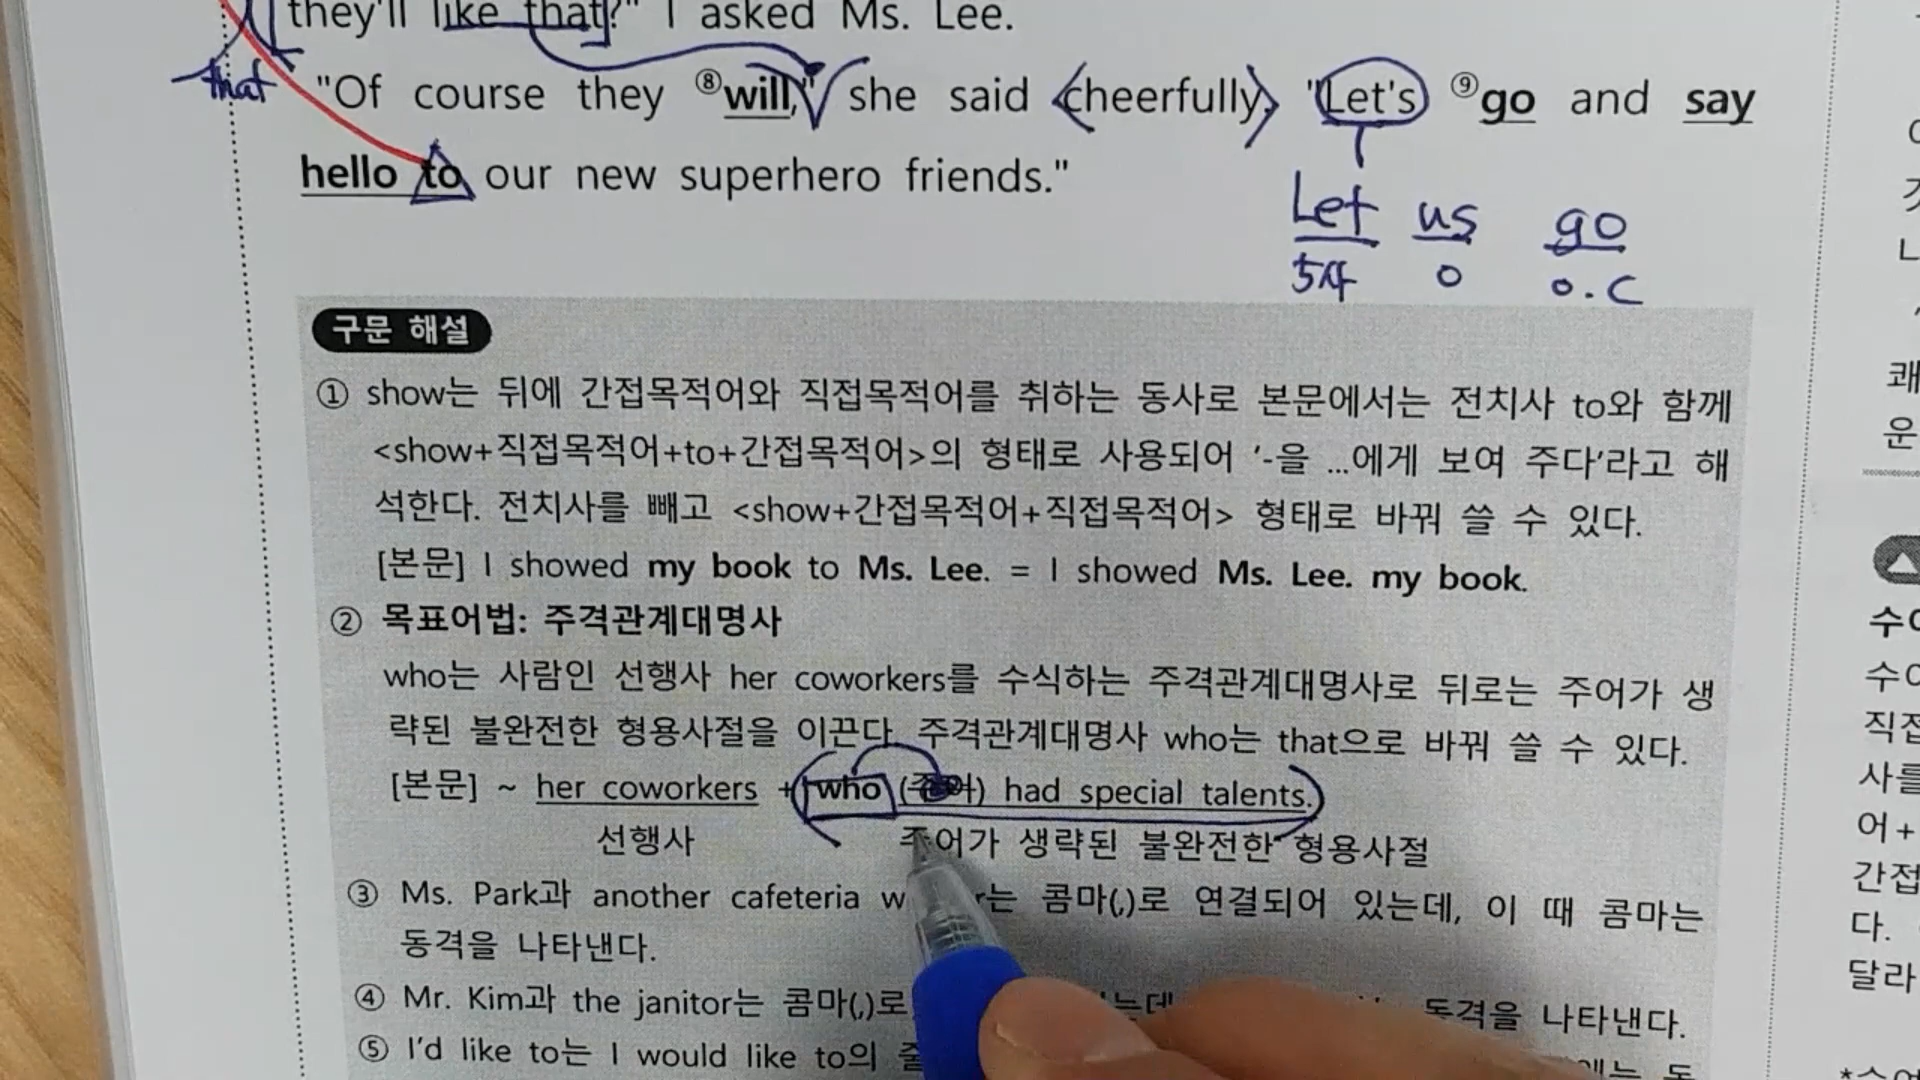 they'll like that?" I asked Ms. Lee.
that "Of course they ⑧will," she said cheerfully. "Let's ⑨go and say
hello to our new superhero friends."
Let us go
5사 O O.C
구문 해설
① show는 뒤에 간접목적어와 직접목적어를 취하는 동사로 본문에서는 전치사 to와 함께
<show+직접목적어+to+간접목적어>의 형태로 사용되어 '-을 ...에게 보여 주다'라고 해
석한다. 전치사를 빼고 <show+간접목적어+직접목적어> 형태로 바꿔 쓸 수 있다.
[본문] I showed my book to Ms. Lee. = I showed Ms. Lee. my book.
② 목표어법: 주격관계대명사
who는 사람인 선행사 her coworkers를 수식하는 주격관계대명사로 뒤로는 주어가 생
략된 불완전한 형용사절을 이끈다. 주격관계대명사 who는 that으로 바꿔 쓸 수 있다.
[본문] ~ her coworkers + who (주어) had special talents.
선행사 주어가 생략된 불완전한 형용사절
③ Ms. Park과 another cafeteria 는 콤마(,)로 연결되어 있는데, 이 때 콤마는
동격을 나타낸다.
④ Mr. Kim과 the janitor는 콤마(,)로 동격을 나타낸다.
⑤ I'd like to는 I would like to의
쾌
운
수
직접
사를
어+
간접
다.
달라